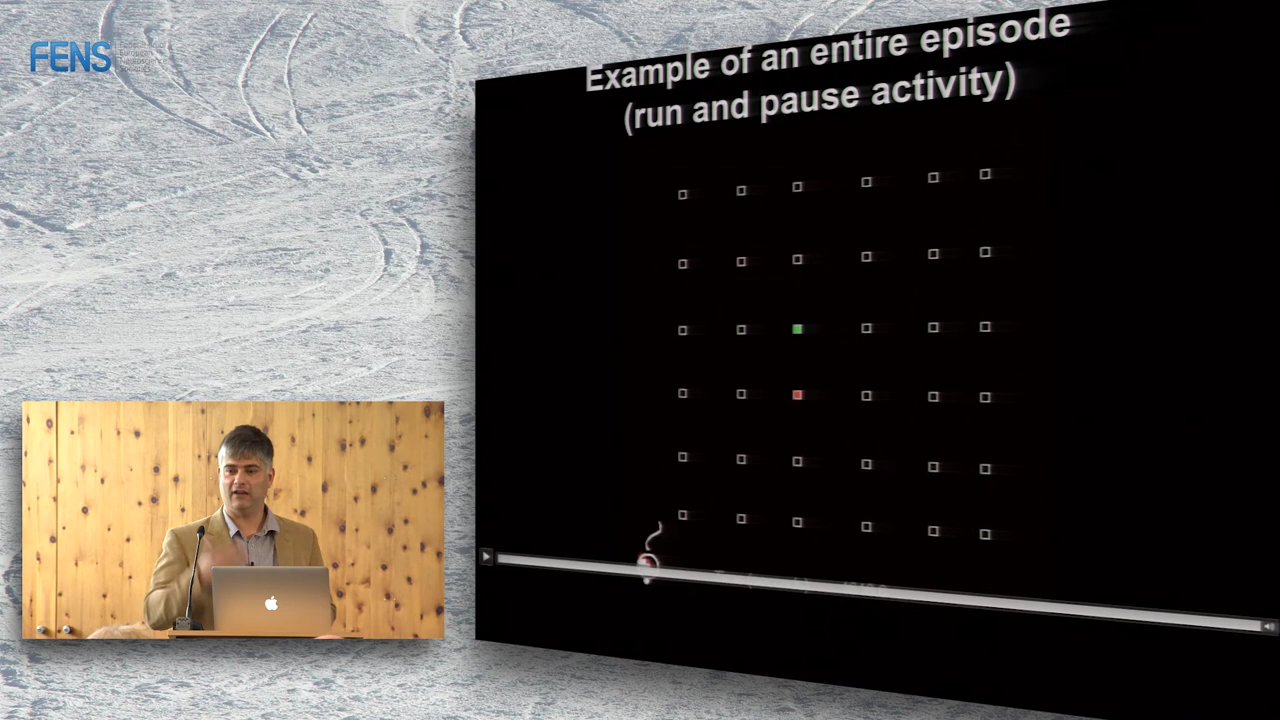 FENS
Example of an entire episode
(run and pause activity)